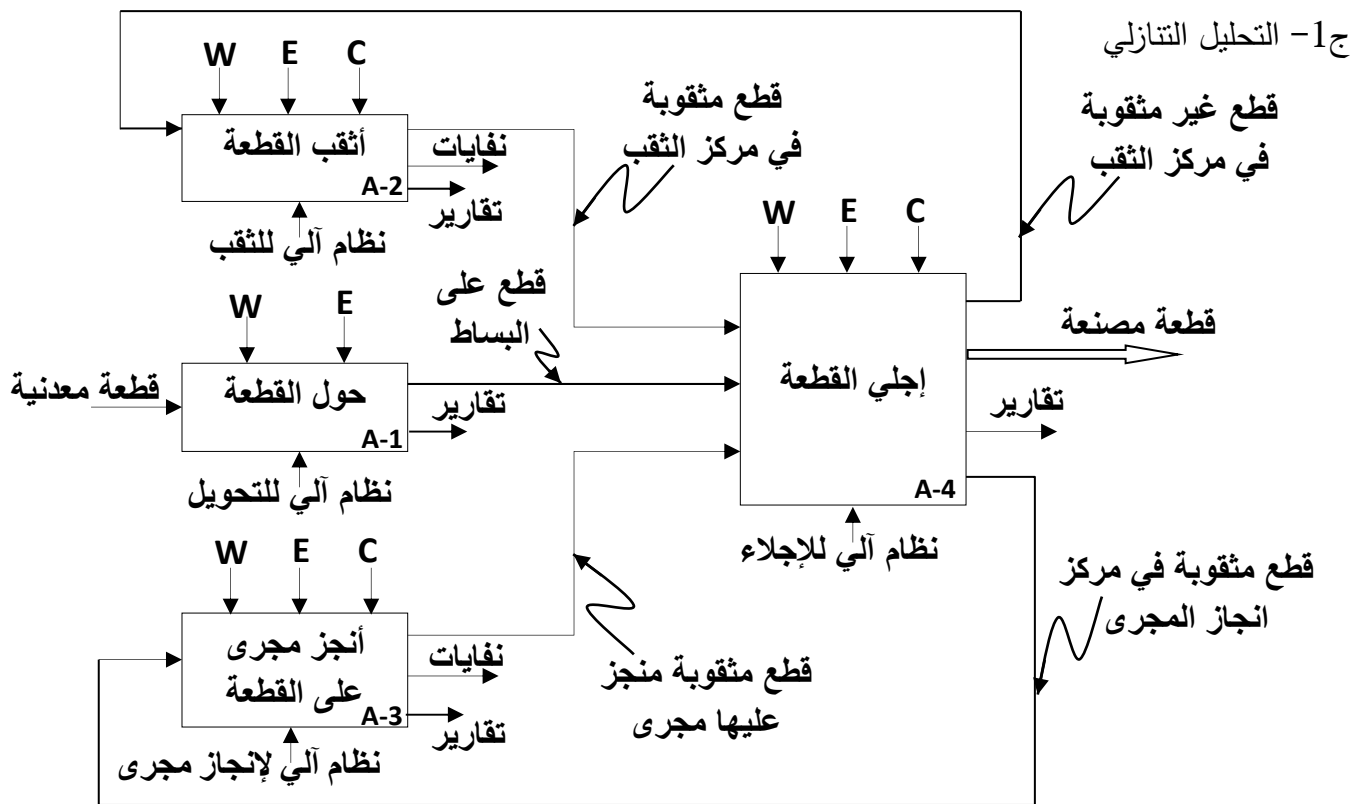 ج1- التحليل التنازلي
W E C
أثقب القطعة
A-2
نفايات
تقارير
نظام آلي للثقب
قطع مثقوبة
في مركز الثقب
قطع غير مثقوبة
في مركز الثقب
W E
قطعة معدنية
حول القطعة
A-1
تقارير
نظام آلي للتحويل
قطع على
البساط
W E C
إجلي القطعة
A-4
قطعة مصنعة
تقارير
نظام آلي للإجلاء
W E C
أنجز مجرى
على القطعة
A-3
نفايات
تقارير
نظام آلي لإنجاز مجرى
قطع مثقوبة منجز
عليها مجرى
قطع مثقوبة في مركز
انجاز المجرى